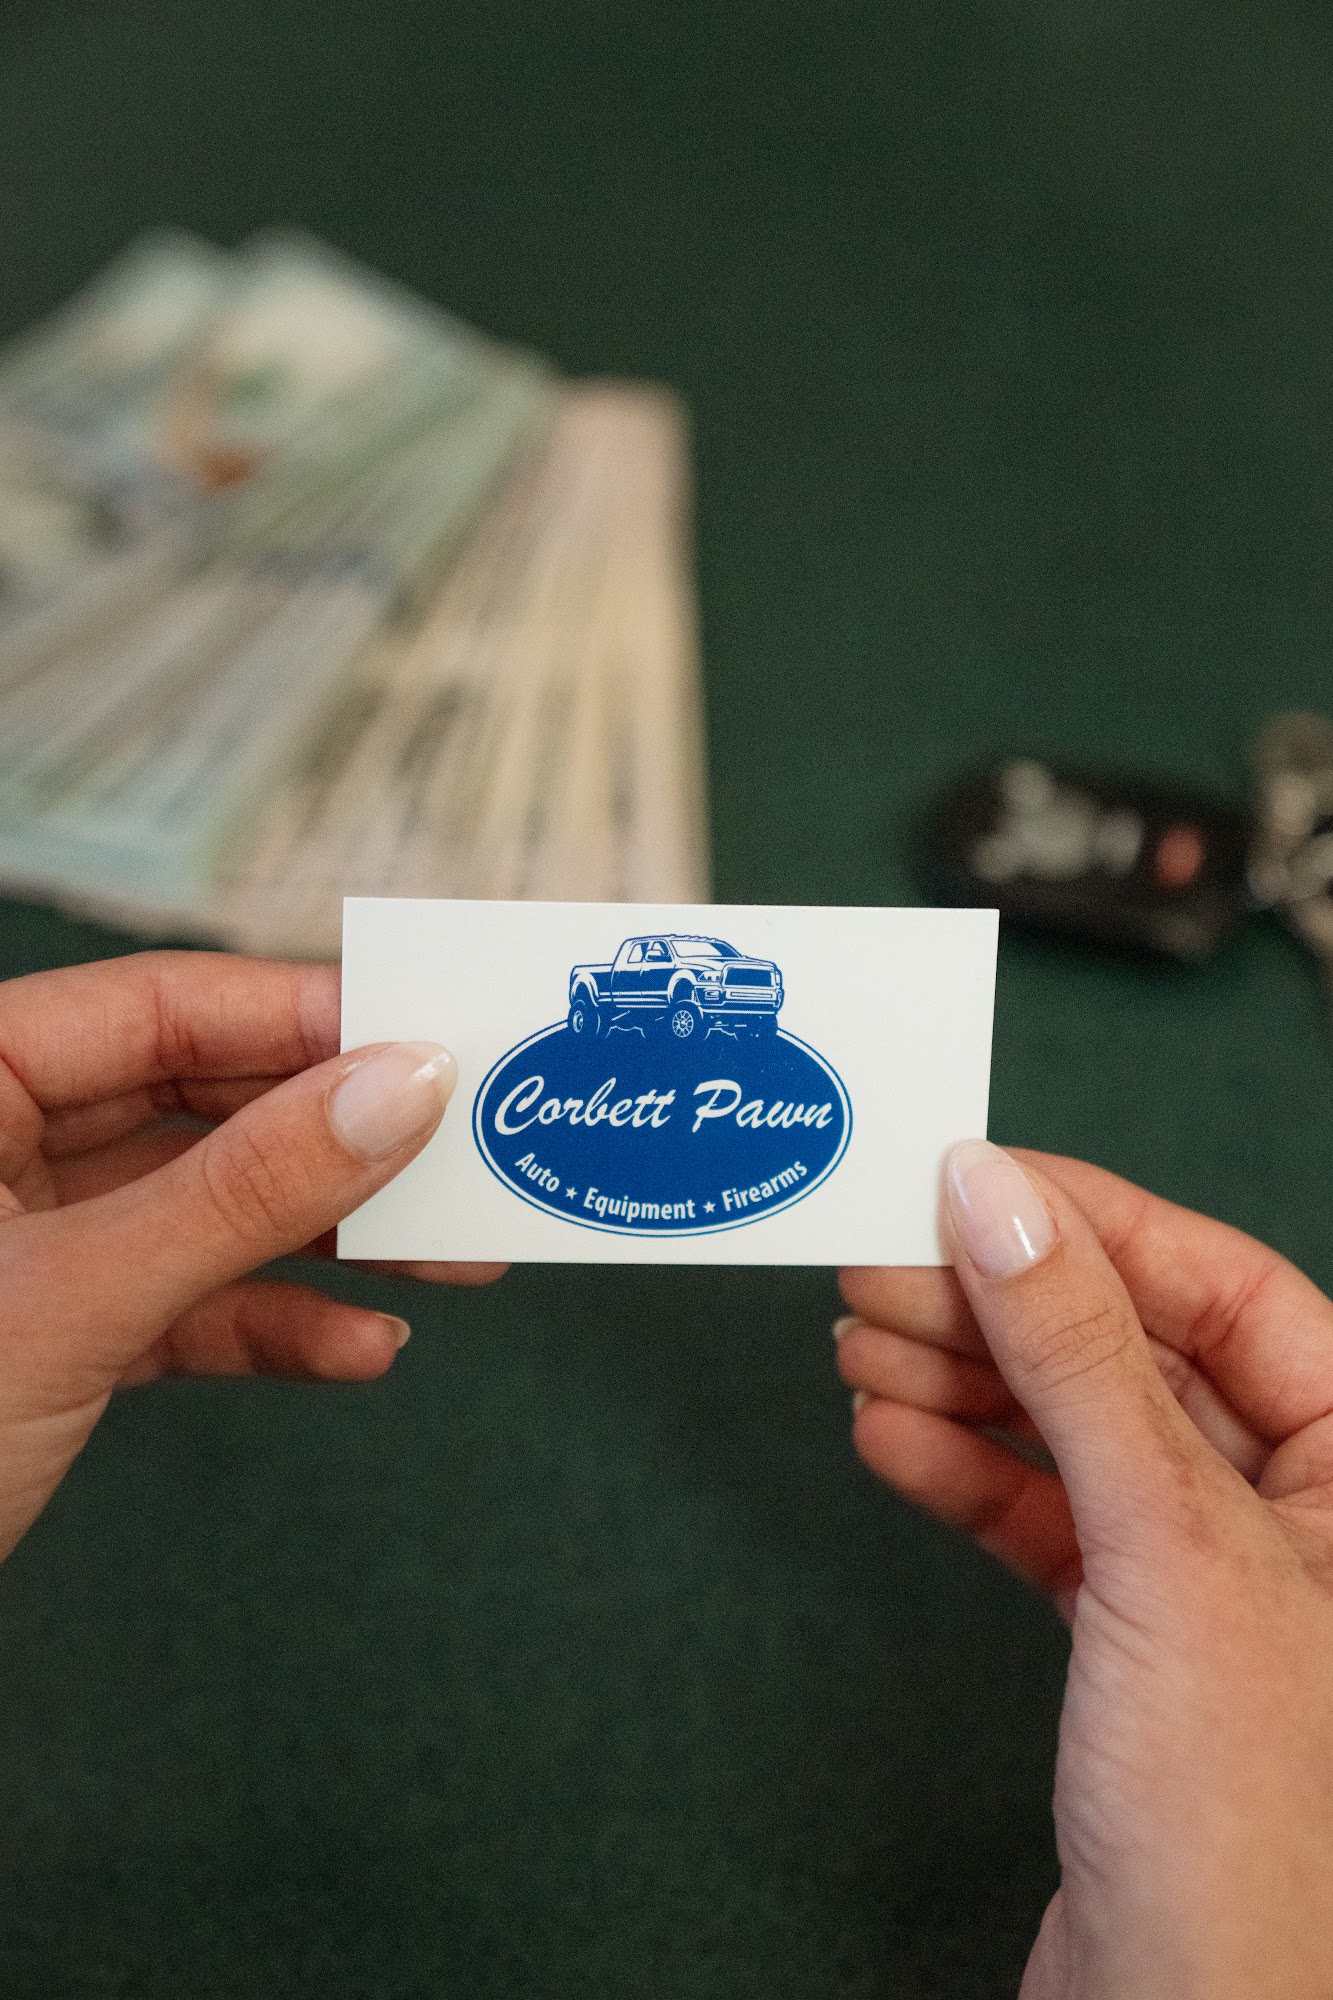 Corbett Pawn
Auto ★ Equipment ★ Firearms